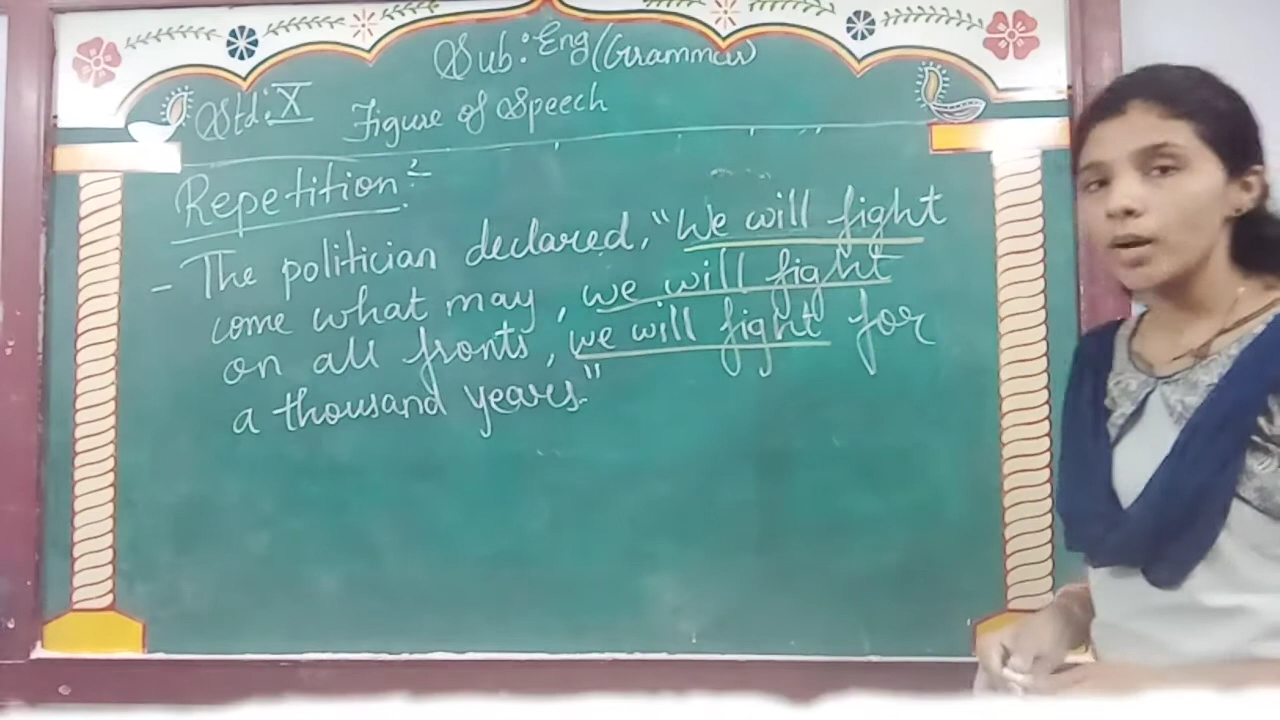 Sub: Eng (Grammar)
Std: X Figure of Speech
Repetition:-
- The politician declared, "We will fight
come what may, we will fight
on all fronts, we will fight for
a thousand years."